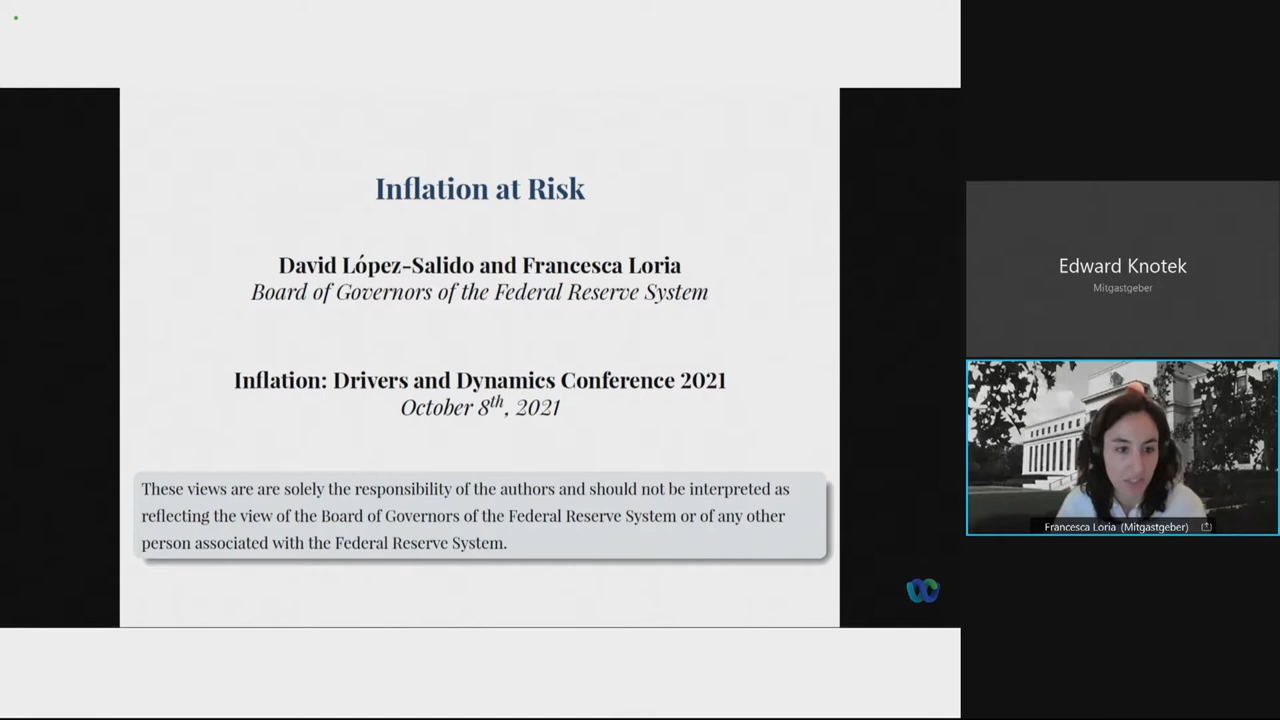 Inflation at Risk
David López-Salido and Francesca Loria
Board of Governors of the Federal Reserve System
Inflation: Drivers and Dynamics Conference 2021
October 8th, 2021
These views are are solely the responsibility of the authors and should not be interpreted as
reflecting the view of the Board of Governors of the Federal Reserve System or of any other
person associated with the Federal Reserve System.
Edward Knotek
Mitgastgeber
Francesca Loria (Mitgastgeber)